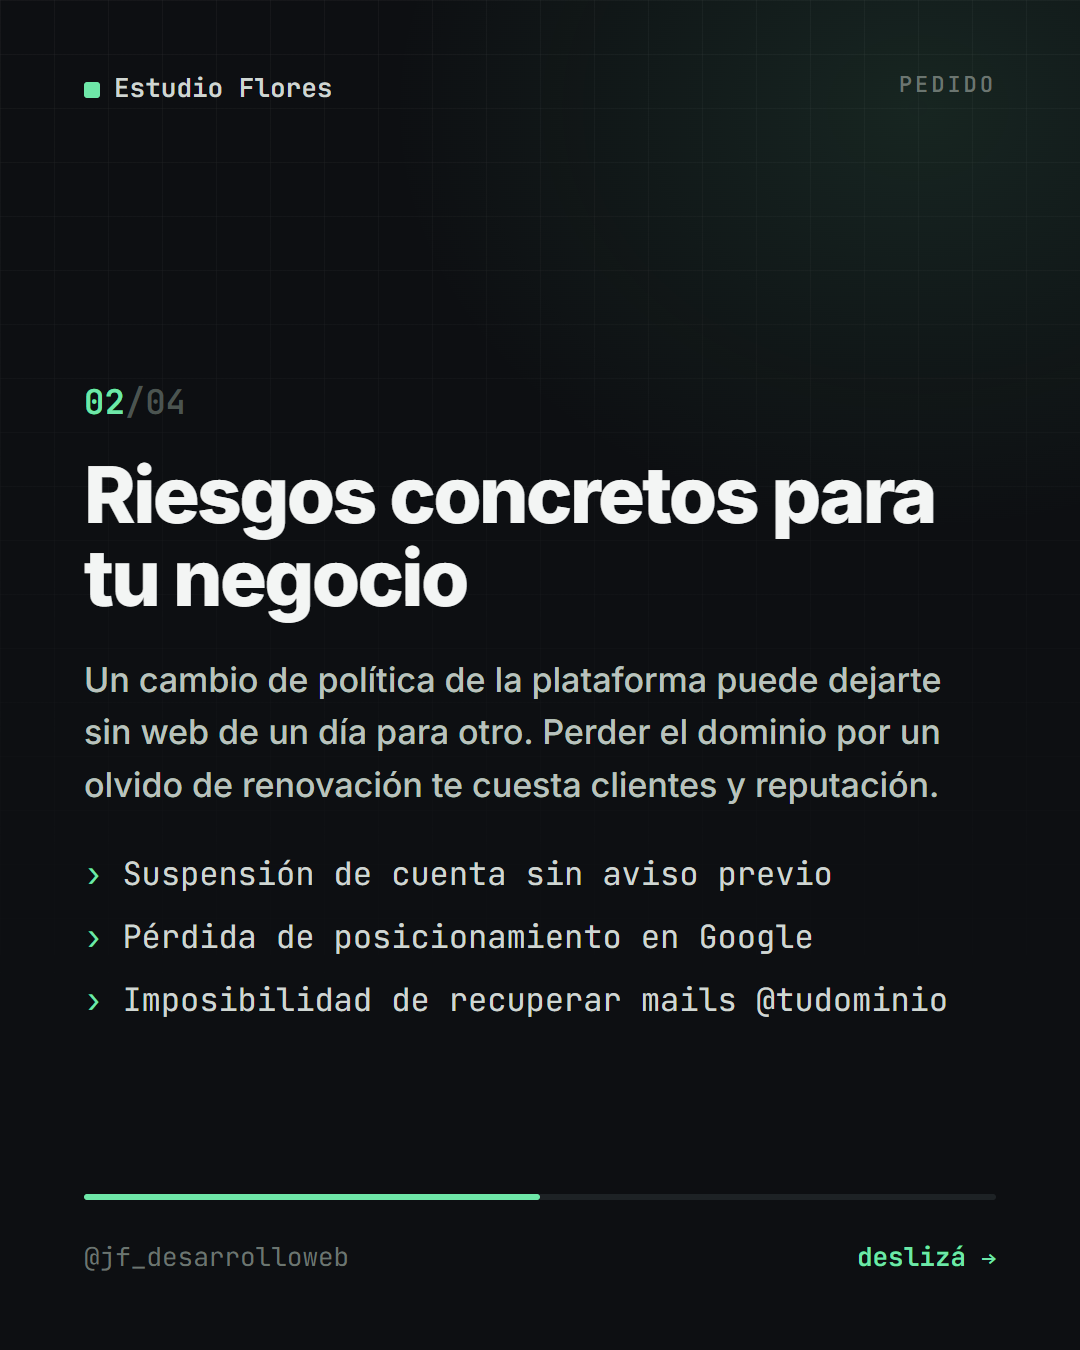 Estudio Flores
PEDIDO
02/04
Riesgos concretos para
tu negocio
Un cambio de política de la plataforma puede dejarte
sin web de un día para otro. Perder el dominio por un
olvido de renovación te cuesta clientes y reputación.
› Suspensión de cuenta sin aviso previo
› Pérdida de posicionamiento en Google
› Imposibilidad de recuperar mails @tudominio
@jf_desarrolloweb
deslizá →